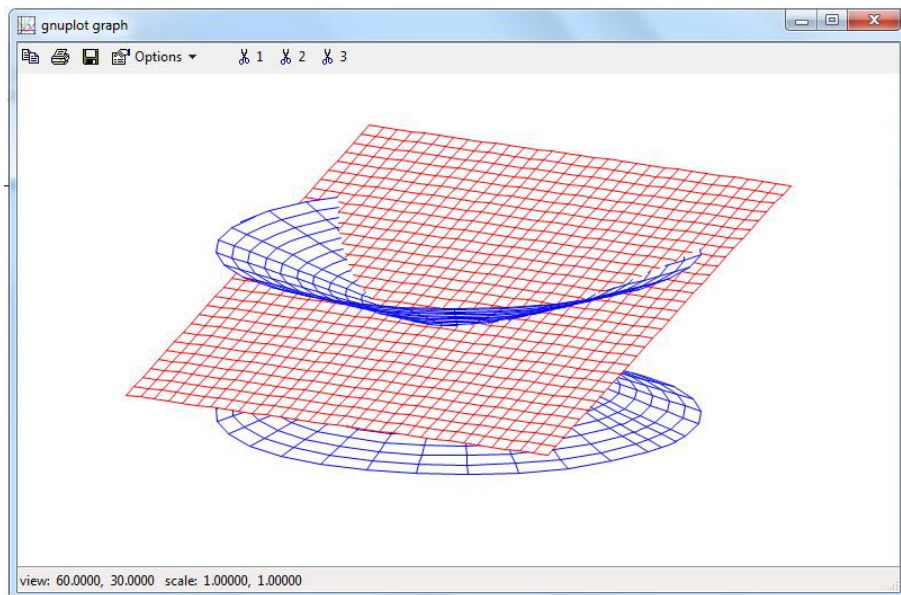 gnuplot graph
Options 1 2 3
view: 60.0000, 30.0000 scale: 1.00000, 1.00000